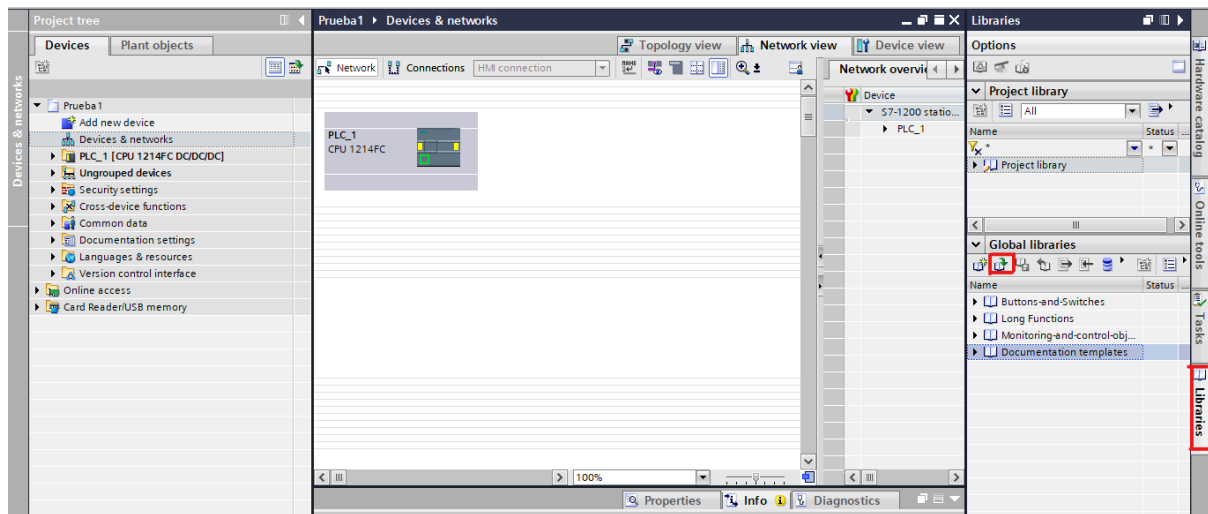 Project tree
Devices
Plant objects
Devices & networks
Prueba1
Add new device
Devices & networks
PLC_1 [CPU 1214FC DC/DC/DC]
Ungrouped devices
Security settings
Cross-device functions
Common data
Documentation settings
Languages & resources
Version control interface
Online access
Card Reader/USB memory
Prueba1 Devices & networks
Topology view
Network view
Device view
Network
Connections
HMI connection
PLC_1
CPU 1214FC
100%
Network overvi
Device
S7-1200 statio...
PLC_1
Properties
Info
Diagnostics
Libraries
Options
Project library
All
Name Status ...
* *
Project library
Global libraries
Name Status ...
Buttons-and-Switches
Long Functions
Monitoring-and-control-obj...
Documentation templates
Hardware catalog
Online tools
Tasks
Libraries